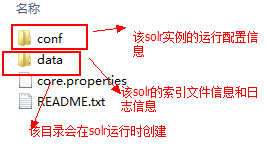 名称
conf
该solr实例的运行配置信
息
data
core.properties
该solr的索引文件信息和日
志信息
README.txt
该目录会在solr运行时创建